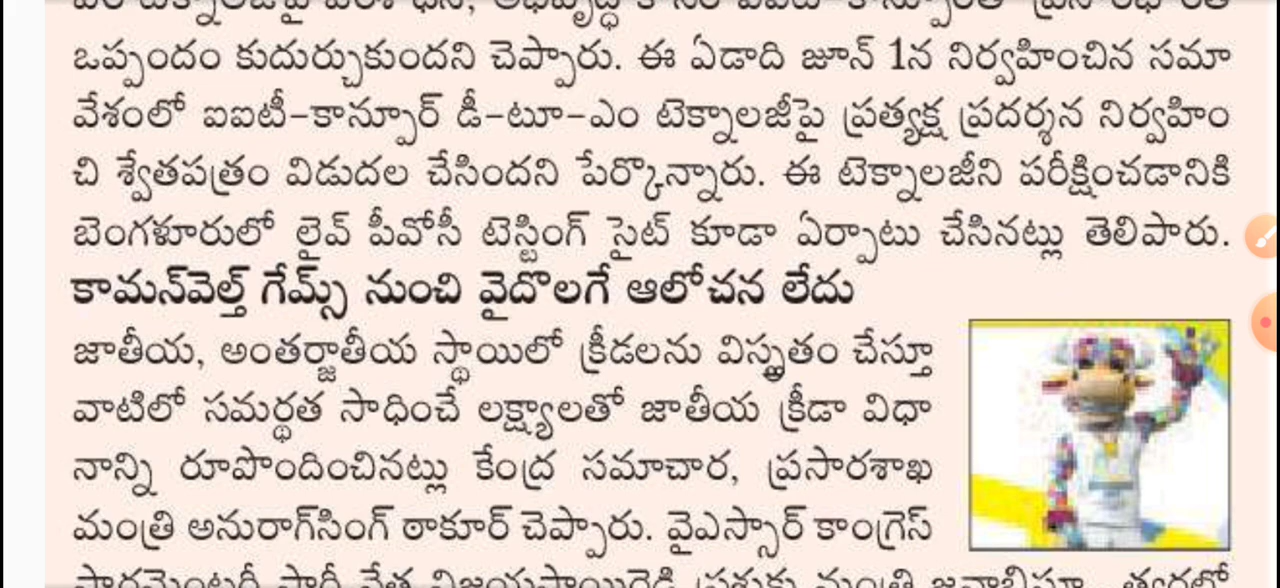 ఒప్పందం కుదుర్చుకుందని చెప్పారు. ఈ ఏడాది జూన్ 1న నిర్వహించిన సమా
వేశంలో ఐఐటీ-కాన్పూర్ డీ-టూ-ఎం టెక్నాలజీపై ప్రత్యక్ష ప్రదర్శన నిర్వహిం
చి శ్వేతపత్రం విడుదల చేసిందని పేర్కొన్నారు. ఈ టెక్నాలజీని పరీక్షించడానికి
బెంగళూరులో లైవ్ పీవోసీ టెస్టింగ్ సైట్ కూడా ఏర్పాటు చేసినట్లు తెలిపారు.
కామన్‌వెల్త్ గేమ్స్ నుంచి వైదొలగే ఆలోచన లేదు
జాతీయ, అంతర్జాతీయ స్థాయిలో క్రీడలను విస్తృతం చేస్తూ
వాటిలో సమర్థత సాధించే లక్ష్యాలతో జాతీయ క్రీడా విధా
నాన్ని రూపొందించినట్లు కేంద్ర సమాచార, ప్రసారశాఖ
మంత్రి అనురాగ్‌సింగ్ ఠాకూర్ చెప్పారు. వైఎస్సార్ కాంగ్రెస్